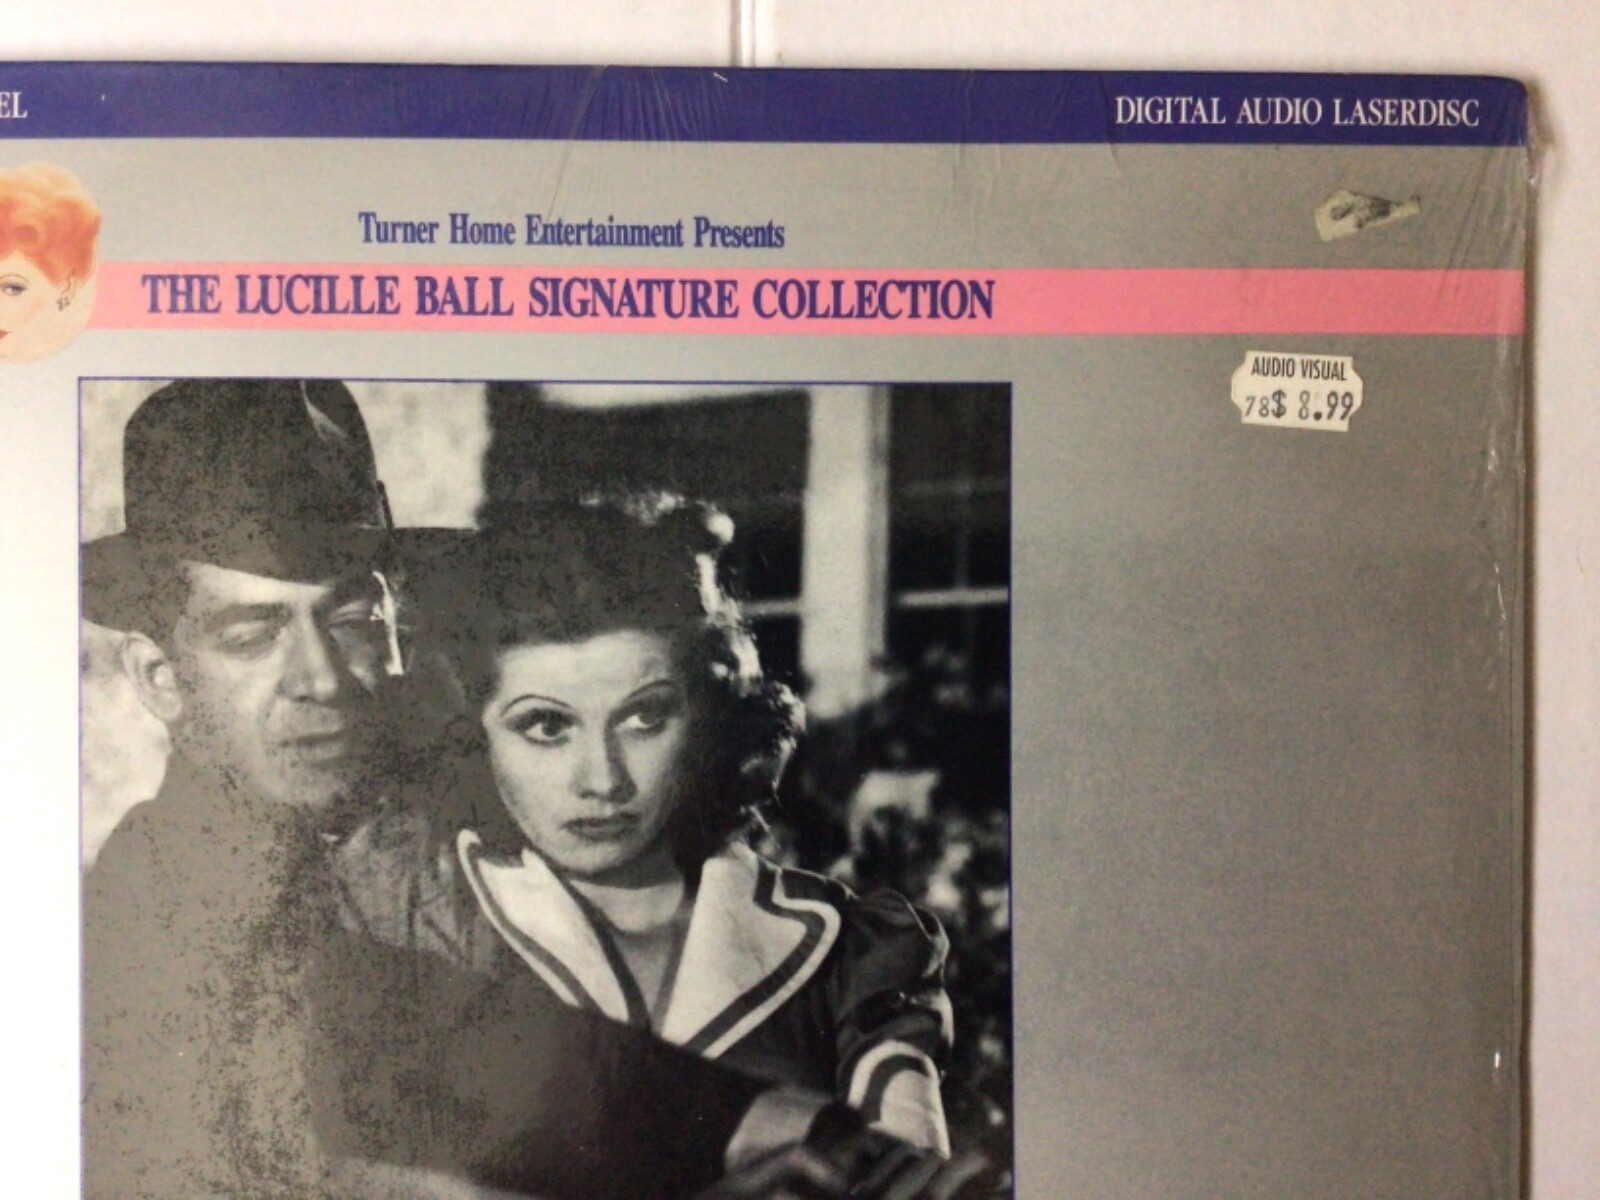 EL
DIGITAL AUDIO LASERDISC
Turner Home Entertainment Presents
THE LUCILLE BALL SIGNATURE COLLECTION
AUDIO VISUAL
78$ 8.99